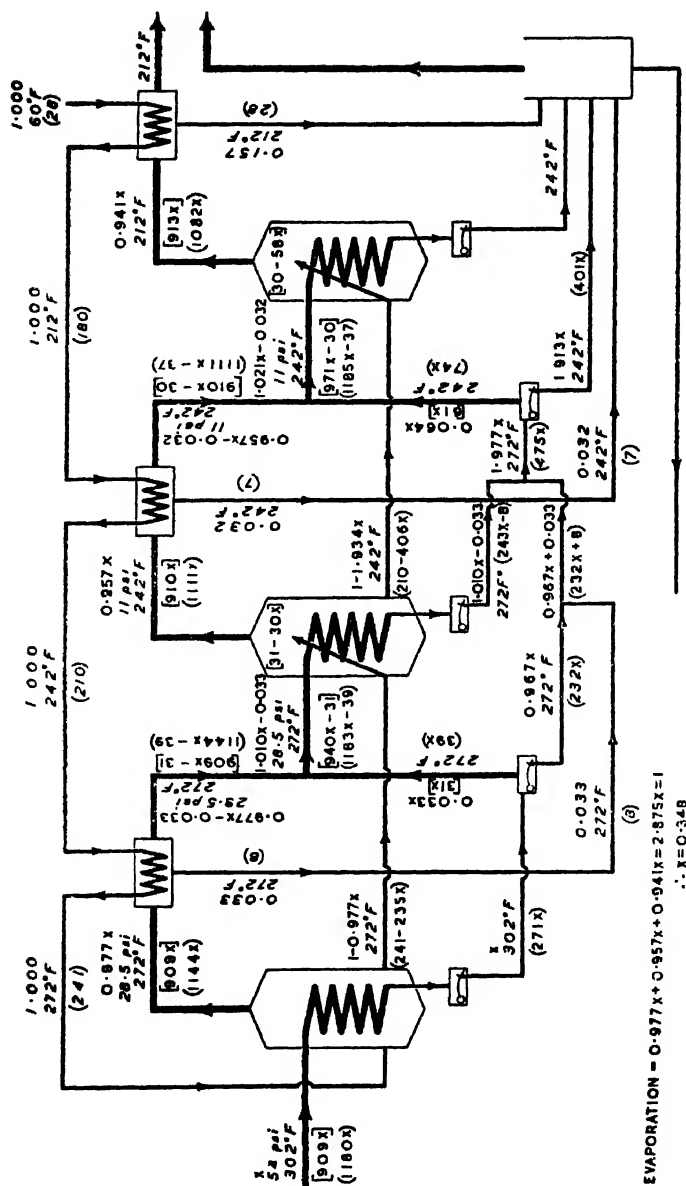 1.000
60°F
(28)
212°F
(28)
212°F
0.157
0.941x
212°F
[913x]
(1082x)
1.000
212°F
(180)
[30-58x]
242°F
1.021x-0.032
11 psi
242°F
[971x-30]
(1185x-37)
(1111x-37)
[910x-30]
242°F
11 psi
0.957x-0.032
(74x)
242°F
[61x]
0.064x
(401x)
1.913x
242°F
(7)
242°F
0.032
1.977x
272°F
(475x)
0.032
242°F
(7)
0.957x
11 psi
242°F
[910x]
(1111x)
1.000
242°F
(210)
[31-30x]
1-1.934x
242°F
(210-406x)
1.010x-0.033
272F° (243x-8)
0.967x+0.033
(232x+8)
1.010x-0.033
28.5 psi
272°F
[940x-31]
(1183x-39)
(1144x-39)
[909x-31]
272°F
28.5 psi
0.977x-0.033
(39x)
272°F
[31x]
0.033x
0.967x
272°F
(232x)
(8)
272°F
0.033
0.033
272°F
(8)
0.977x
28.5 psi
272°F
[909x]
(1144x)
1.000
272°F
(241)
1-0.977x
272°F
(241-235x)
x
302°F
(271x)
x
52 psi
302°F
[909x]
(1180x)
EVAPORATION = 0.977x + 0.957x + 0.941x = 2.875x = 1
∴ x = 0.348